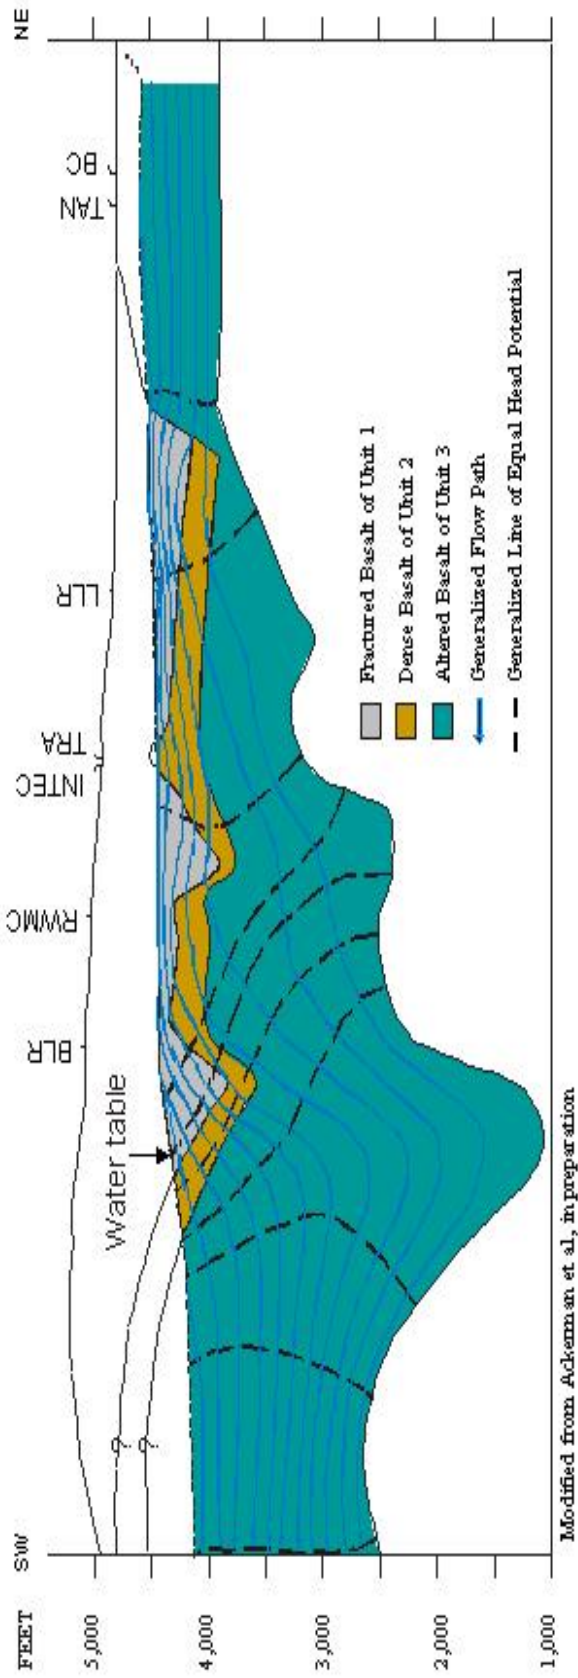 FEET
SW
NE
5,000
4,000
3,000
2,000
1,000
BLR
RWMC
INTEC
TRA
LLR
TAN
BC
Water table
?
?
Fractured Basalt of Unit 1
Dense Basalt of Unit 2
Altered Basalt of Unit 3
Generalized Flow Path
Generalized Line of Equal Head Potential
Modified from Ackerman et al, in preparation